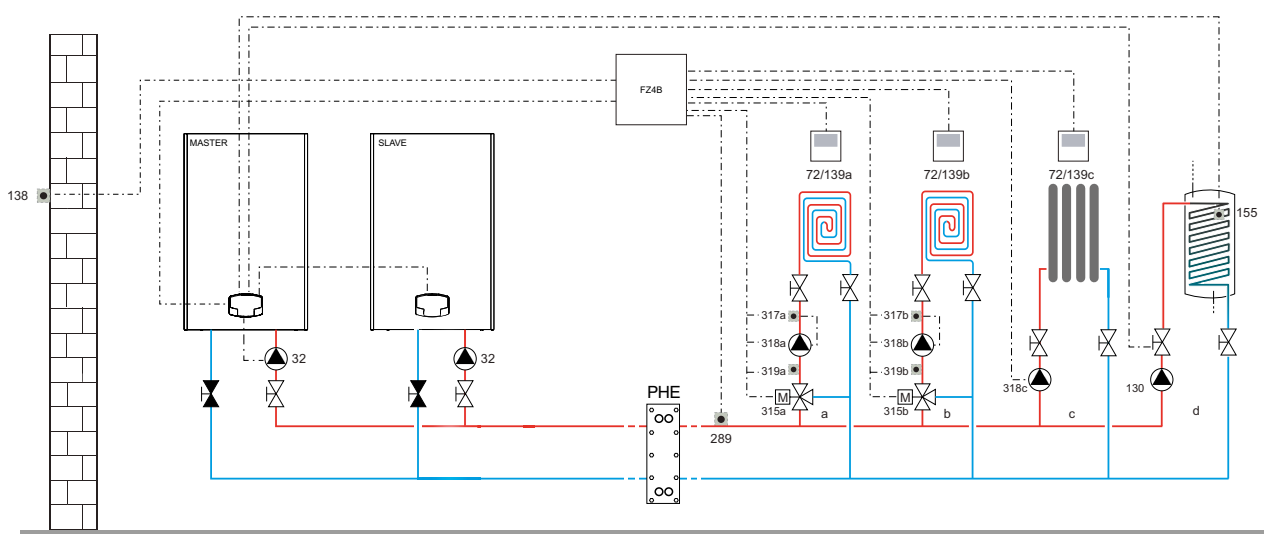 FZ4B
MASTER
SLAVE
138
72/139a
72/139b
72/139c
155
317a
317b
318a
318b
32
32
319a
319b
318c
130
M
M
PHE
315a
a
315b
b
c
d
289